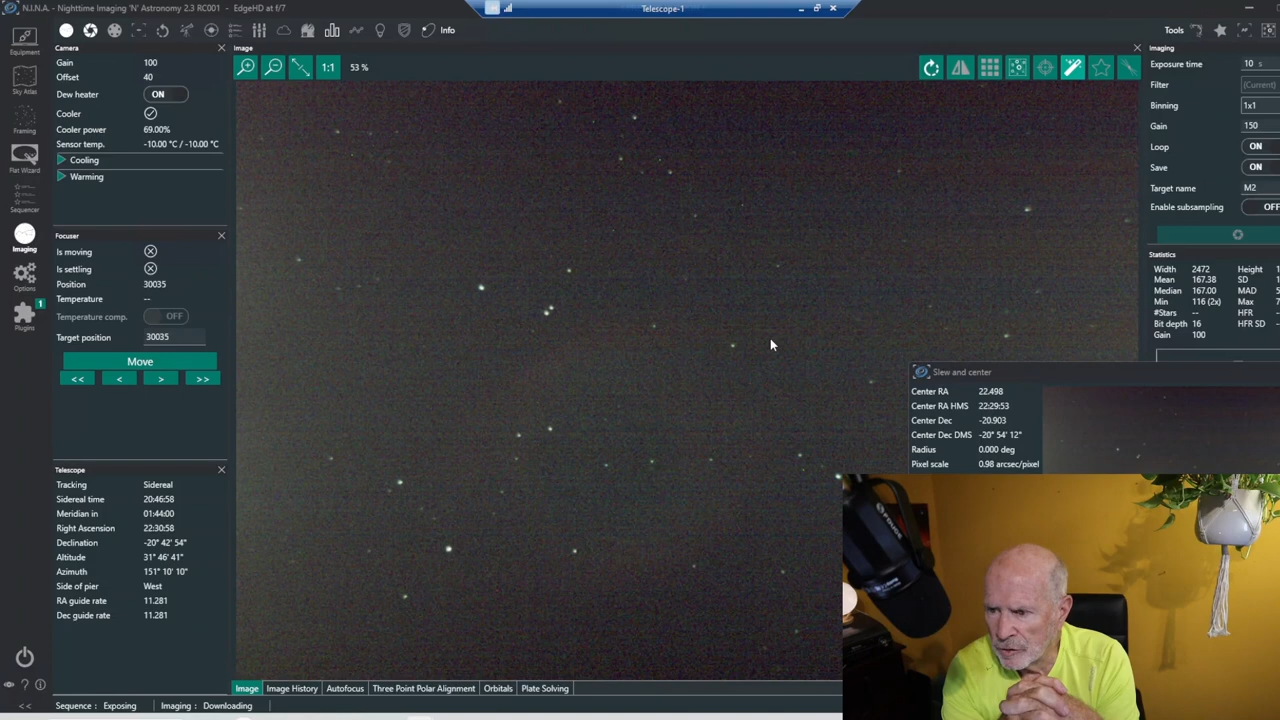 N.I.N.A. - Nighttime Imaging 'N' Astronomy 2.3 RC001 - EdgeHD at f/7
Telescope-1
Info
Tools
Equipment
Sky Atlas
Framing
Flat Wizard
Sequencer
Imaging
Options
1
Plugins
<<
Camera
Gain 100
Offset 40
Dew heater ON
Cooler
Cooler power 69.00%
Sensor temp. -10.00 °C / -10.00 °C
Cooling
Warming
Focuser
Is moving
Is settling
Position 30035
Temperature --
Temperature comp. OFF
Target position 30035
Move
<< < > >>
Telescope
Tracking Sidereal
Sidereal time 20:46:58
Meridian in 01:44:00
Right Ascension 22:30:58
Declination -20° 42' 54"
Altitude 31° 46' 41"
Azimuth 151° 10' 10"
Side of pier West
RA guide rate 11.281
Dec guide rate 11.281
Image
1:1 53 %
Image Image History Autofocus Three Point Polar Alignment Orbitals Plate Solving
Sequence : Exposing Imaging : Downloading
Imaging
Exposure time 10 s
Filter (Current)
Binning 1x1
Gain 150
Loop ON
Save ON
Target name M2
Enable subsampling OFF
Statistics
Width 2472 Height 1
Mean 167.38 SD
Median 167.00 MAD 5
Min 116 (2x) Max 7
#Stars -- HFR
Bit depth 16 HFR SD
Gain 100
Slew and center
Center RA 22.498
Center RA HMS 22:29:53
Center Dec -20.903
Center Dec DMS -20° 54' 12"
Radius 0.000 deg
Pixel scale 0.98 arcsec/pixel